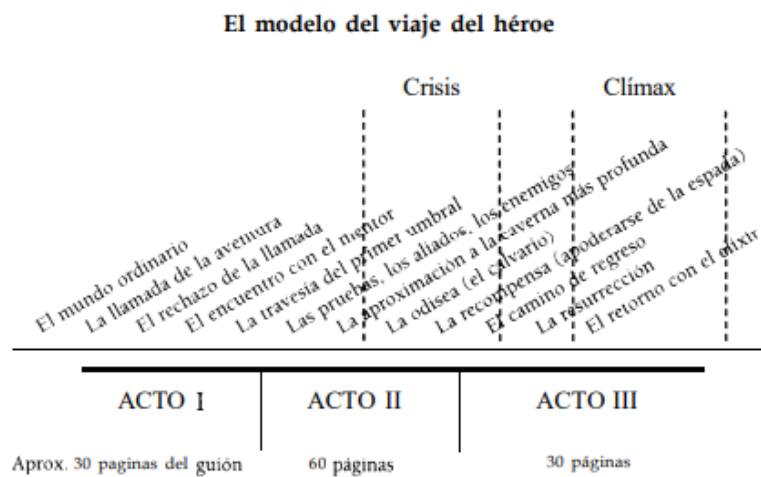 El modelo del viaje del héroe
Crisis
Clímax
El mundo ordinario
La llamada de la aventura
El rechazo de la llamada
El encuentro con el mentor
La travesía del primer umbral
Las pruebas, los aliados, los enemigos
La aproximación a la caverna más profunda
La odisea (el calvario)
La recompensa (apoderarse de la espada)
El camino de regreso
La resurrección
El retorno con el elixir
ACTO I
ACTO II
ACTO III
Aprox. 30 paginas del guión
60 páginas
30 páginas